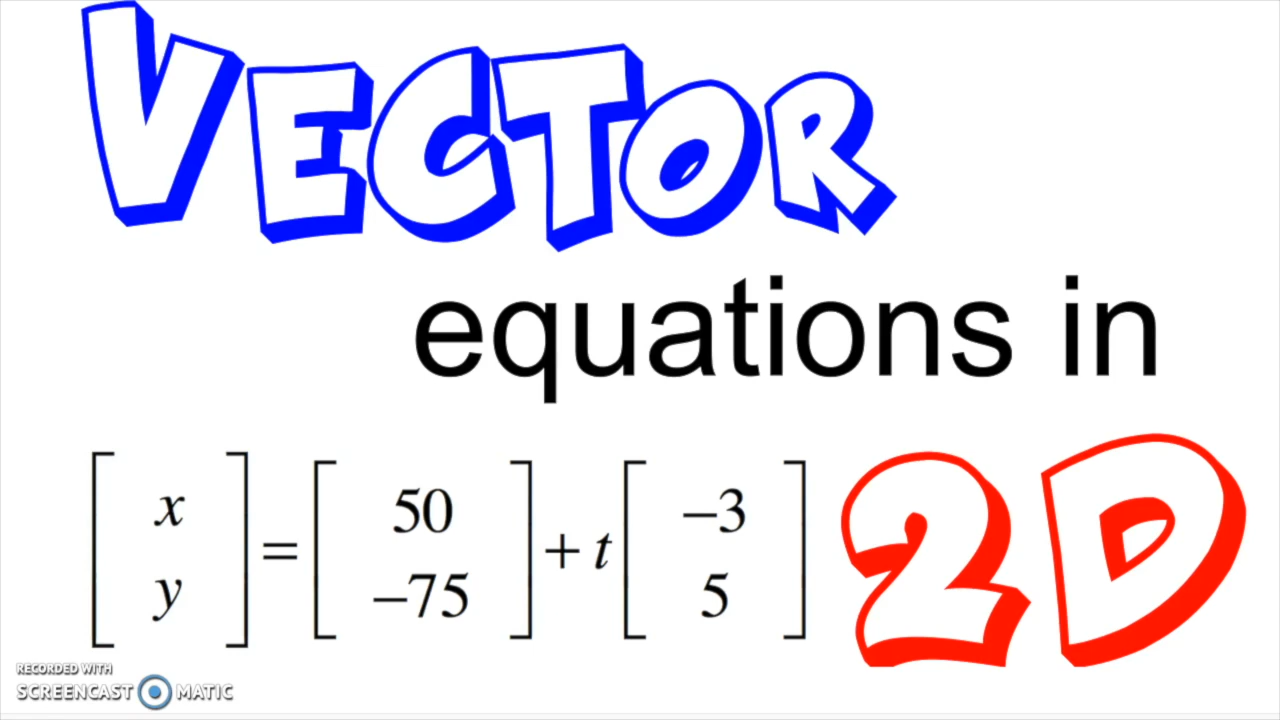 VECTOR
equations in
2D
[x y] = [50 -75] + t [-3 5]
RECORDED WITH
SCREENCAST MATIC